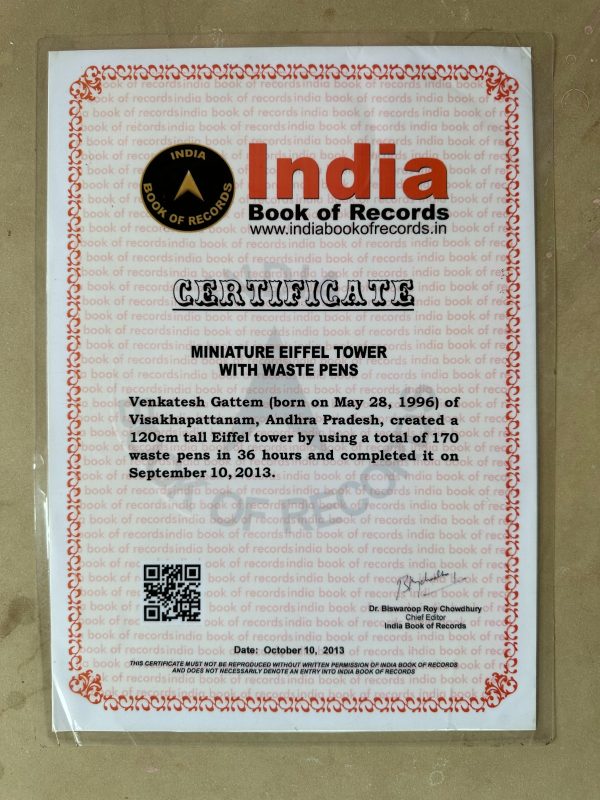 INDIA
BOOK OF RECORDS
India
Book of Records
www.indiabookofrecords.in
CERTIFICATE
MINIATURE EIFFEL TOWER
WITH WASTE PENS
Venkatesh Gattem (born on May 28, 1996) of
Visakhapattanam, Andhra Pradesh, created a
120cm tall Eiffel tower by using a total of 170
waste pens in 36 hours and completed it on
September 10, 2013.
Dr. Biswaroop Roy Chowdhury
Chief Editor
India Book of Records
Date: October 10, 2013
THIS CERTIFICATE MUST NOT BE REPRODUCED WITHOUT WRITTEN PERMISSION OF INDIA BOOK OF RECORDS
AND DOES NOT NECESSARILY DENOTE AN ENTRY INTO INDIA BOOK OF RECORDS